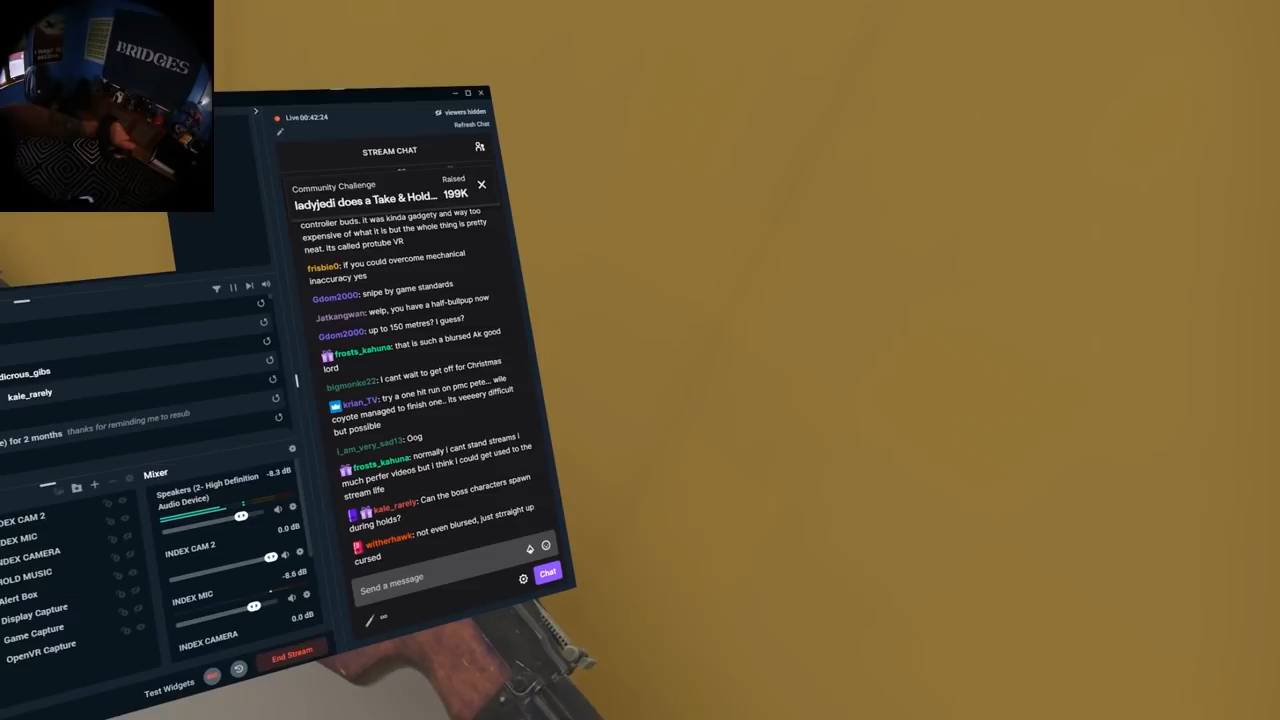 BRIDGES
Live 00:42:24
viewers hidden
Refresh Chat
STREAM CHAT
Community Challenge
Raised
ladyjedi does a Take & Hold...
199K
controller buds. it was kinda gadgety and way too
expensive of what it is but the whole thing is pretty
neat. its called protube VR
frisbie0: if you could overcome mechanical
inaccuracy yes
Gdom2000: snipe by game standards
Jatkangwan: welp, you have a half-bullpup now
Gdom2000: up to 150 metres? I guess?
frosts_kahuna: that is such a blursed Ak good
lord
bigmonke22: I cant wait to get off for Christmas
krian_TV: try a one hit run on pmc pete... wile
coyote managed to finish one.. its veeeery difficult
but possible
i_am_very_sad13: Oog
frosts_kahuna: normally i cant stand streams i
much perfer videos but i think I could get used to the
stream life
kale_rarely: Can the boss characters spawn
during holds?
witherhawk: not even blursed, just strraight up
cursed
Send a message
Chat
dicrous_gibs
kale_rarely
e) for 2 months thanks for reminding me to resub
Mixer
Speakers (2- High Definition
Audio Device)
-8.3 dB
INDEX CAM 2
0.0 dB
INDEX MIC
-8.6 dB
INDEX CAMERA
0.0 dB
DEX CAM 2
DEX MIC
DEX CAMERA
HOLD MUSIC
Alert Box
Display Capture
Game Capture
OpenVR Capture
Test Widgets
End Stream